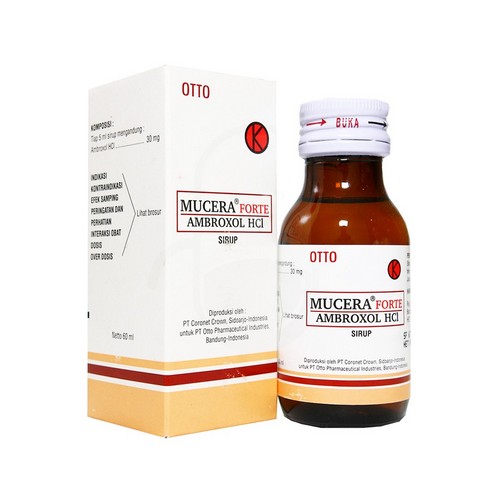 OTTO
KOMPOSISI :
Tiap 5 ml sirup mengandung :
Ambroxol HCl 30 mg
INDIKASI
KONTRAINDIKASI
EFEK SAMPING
PERINGATAN DAN
PERHATIAN
INTERAKSI OBAT
DOSIS
OVER DOSIS
Lihat brosur
Netto 60 ml
K
MUCERA® FORTE
AMBROXOL HCl
SIRUP
Diproduksi oleh :
PT Coronet Crown, Sidoarjo-Indonesia
untuk PT Otto Pharmaceutical Industries,
Bandung-Indonesia
BUKA
OTTO
K
30 mg
Lihat brosur
MUCERA® FORTE
AMBROXOL HCl
SIRUP
Diproduksi oleh :
PT Coronet Crown, Sidoarjo-Indonesia
untuk PT Otto Pharmaceutical Industries, Bandung-Indonesia